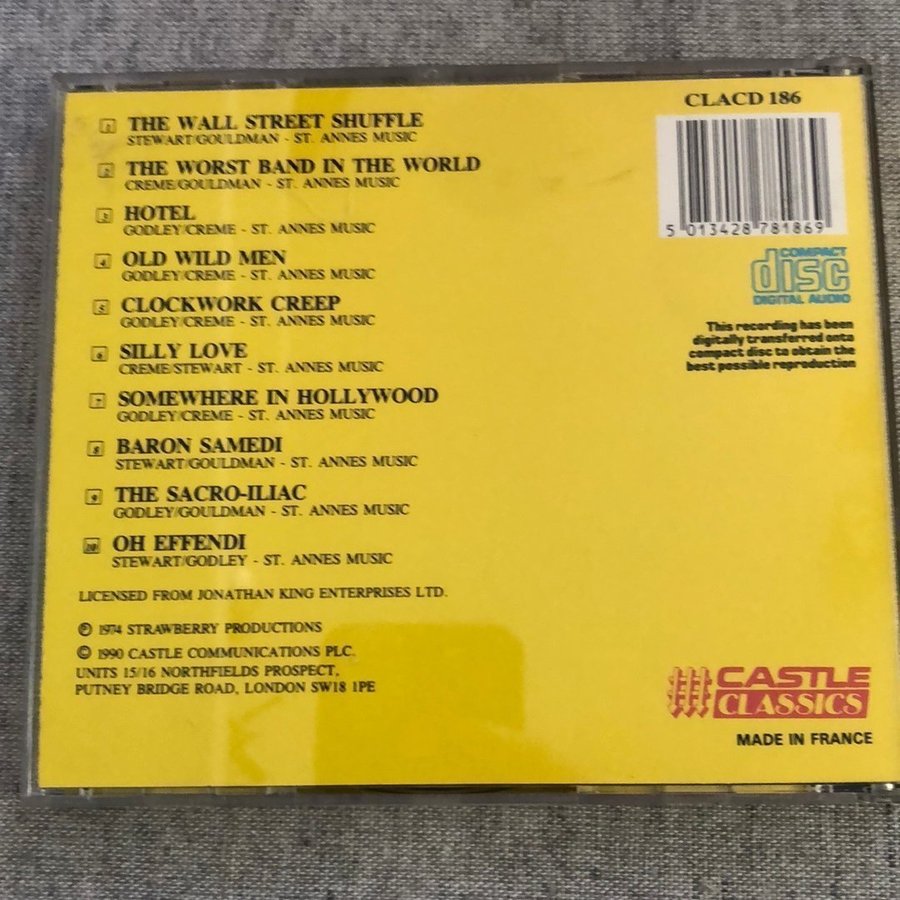 1 THE WALL STREET SHUFFLE
STEWART/GOULDMAN - ST. ANNES MUSIC
2 THE WORST BAND IN THE WORLD
CREME/GOULDMAN - ST. ANNES MUSIC
3 HOTEL
GODLEY/CREME - ST. ANNES MUSIC
4 OLD WILD MEN
GODLEY/CREME - ST. ANNES MUSIC
5 CLOCKWORK CREEP
GODLEY/CREME - ST. ANNES MUSIC
6 SILLY LOVE
CREME/STEWART - ST. ANNES MUSIC
7 SOMEWHERE IN HOLLYWOOD
GODLEY/CREME - ST. ANNES MUSIC
8 BARON SAMEDI
STEWART/GOULDMAN - ST. ANNES MUSIC
9 THE SACRO-ILIAC
GODLEY/GOULDMAN - ST. ANNES MUSIC
10 OH EFFENDI
STEWART/GODLEY - ST. ANNES MUSIC
LICENSED FROM JONATHAN KING ENTERPRISES LTD.
℗ 1974 STRAWBERRY PRODUCTIONS
© 1990 CASTLE COMMUNICATIONS PLC.
UNITS 15/16 NORTHFIELDS PROSPECT,
PUTNEY BRIDGE ROAD, LONDON SW18 1PE
CLACD 186
5 013428 781869
COMPACT
disc
DIGITAL AUDIO
This recording has been
digitally transferred onto
compact disc to obtain the
best possible reproduction
CASTLE
CLASSICS
MADE IN FRANCE